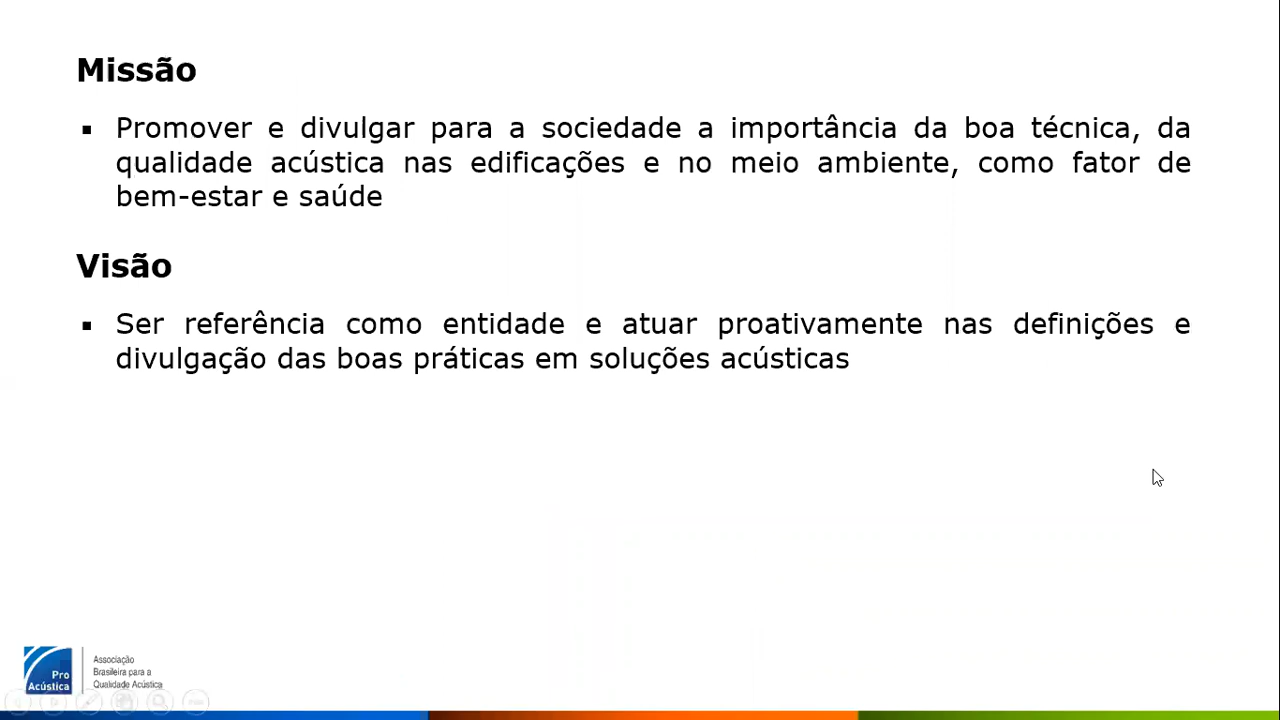 Missão
▪ Promover e divulgar para a sociedade a importância da boa técnica, da
qualidade acústica nas edificações e no meio ambiente, como fator de
bem-estar e saúde
Visão
▪ Ser referência como entidade e atuar proativamente nas definições e
divulgação das boas práticas em soluções acústicas
Pro
Acústica
Associação
Brasileira para a
Qualidade Acústica